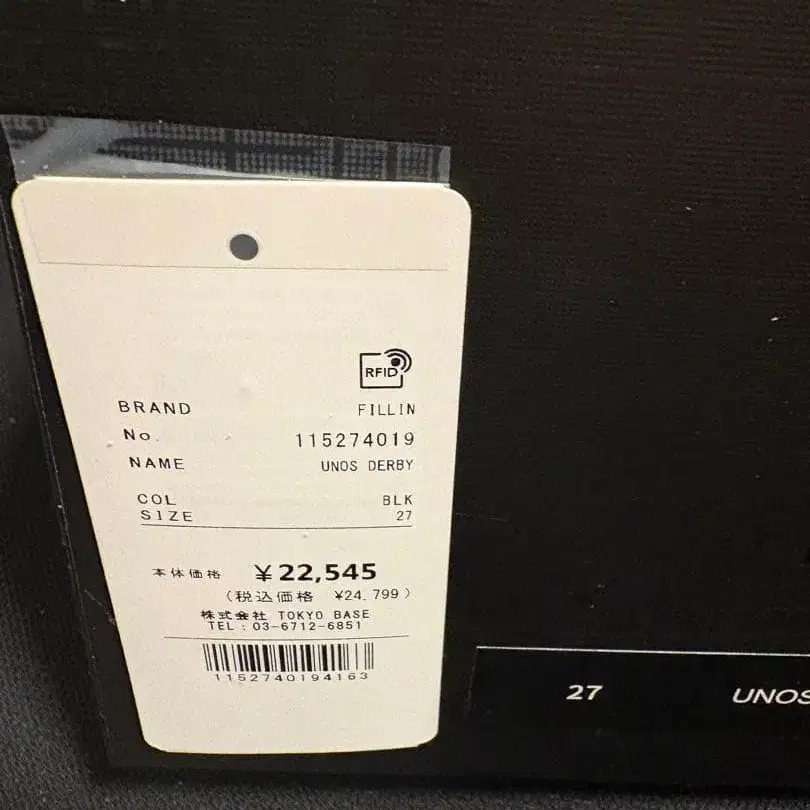 RFID
BRAND FILLIN
No. 115274019
NAME UNOS DERBY
COL BLK
SIZE 27
本体価格 ¥22,545
(税込価格 ¥24,799)
株式会社 TOKYO BASE
TEL:03-6712-6851
1152740194163
27 UNOS